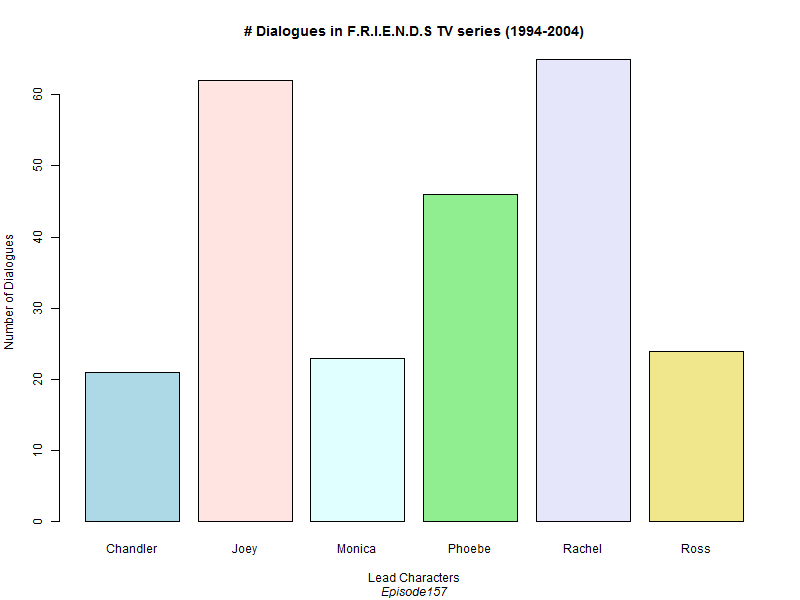 # Dialogues in F.R.I.E.N.D.S TV series (1994-2004)
Number of Dialogues
60
50
40
30
20
10
0
Chandler Joey Monica Phoebe Rachel Ross
Lead Characters
Episode157